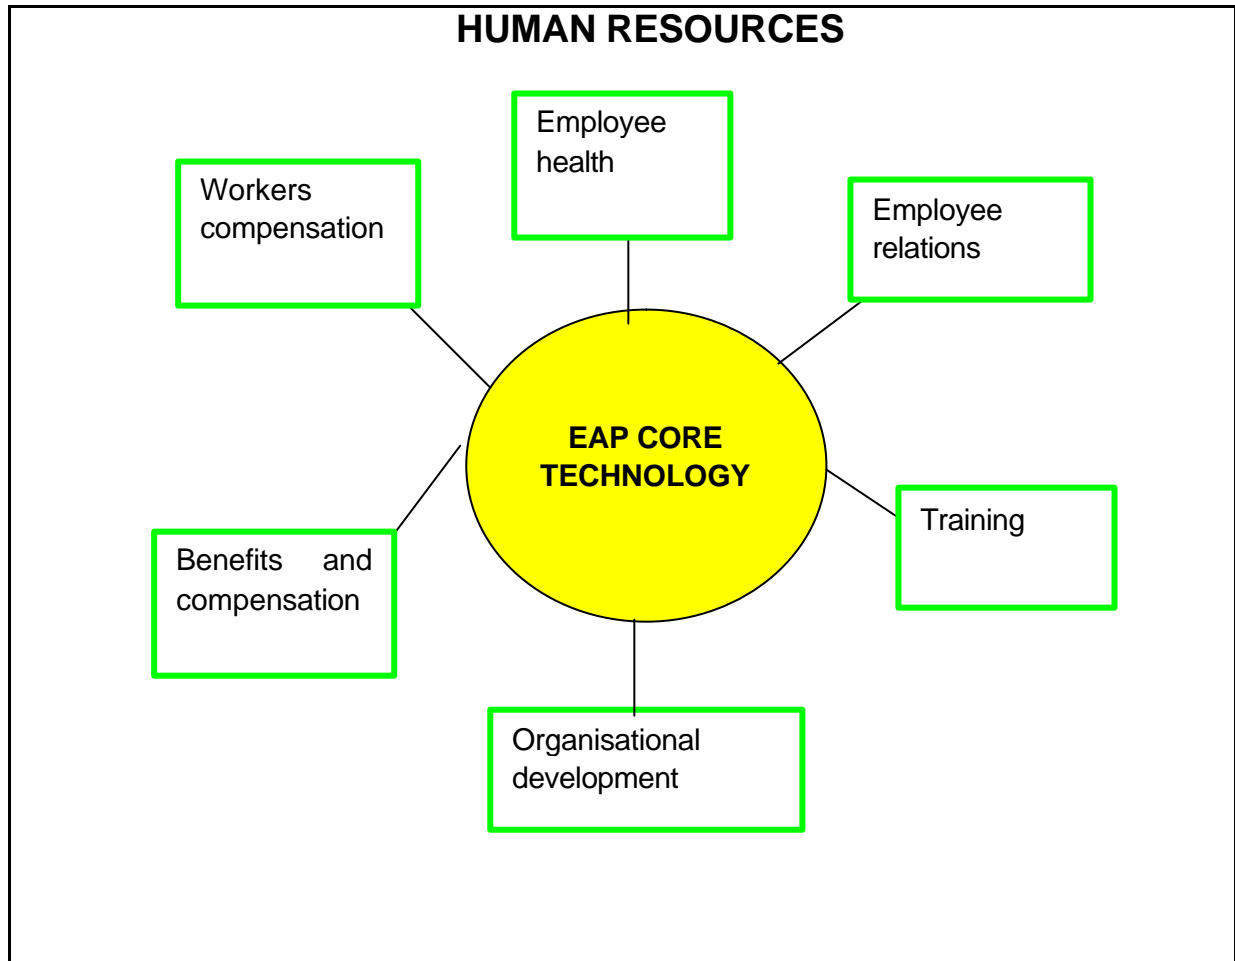 HUMAN RESOURCES
Employee
health
Workers
compensation
Employee
relations
EAP CORE
TECHNOLOGY
Training
Benefits and
compensation
Organisational
development